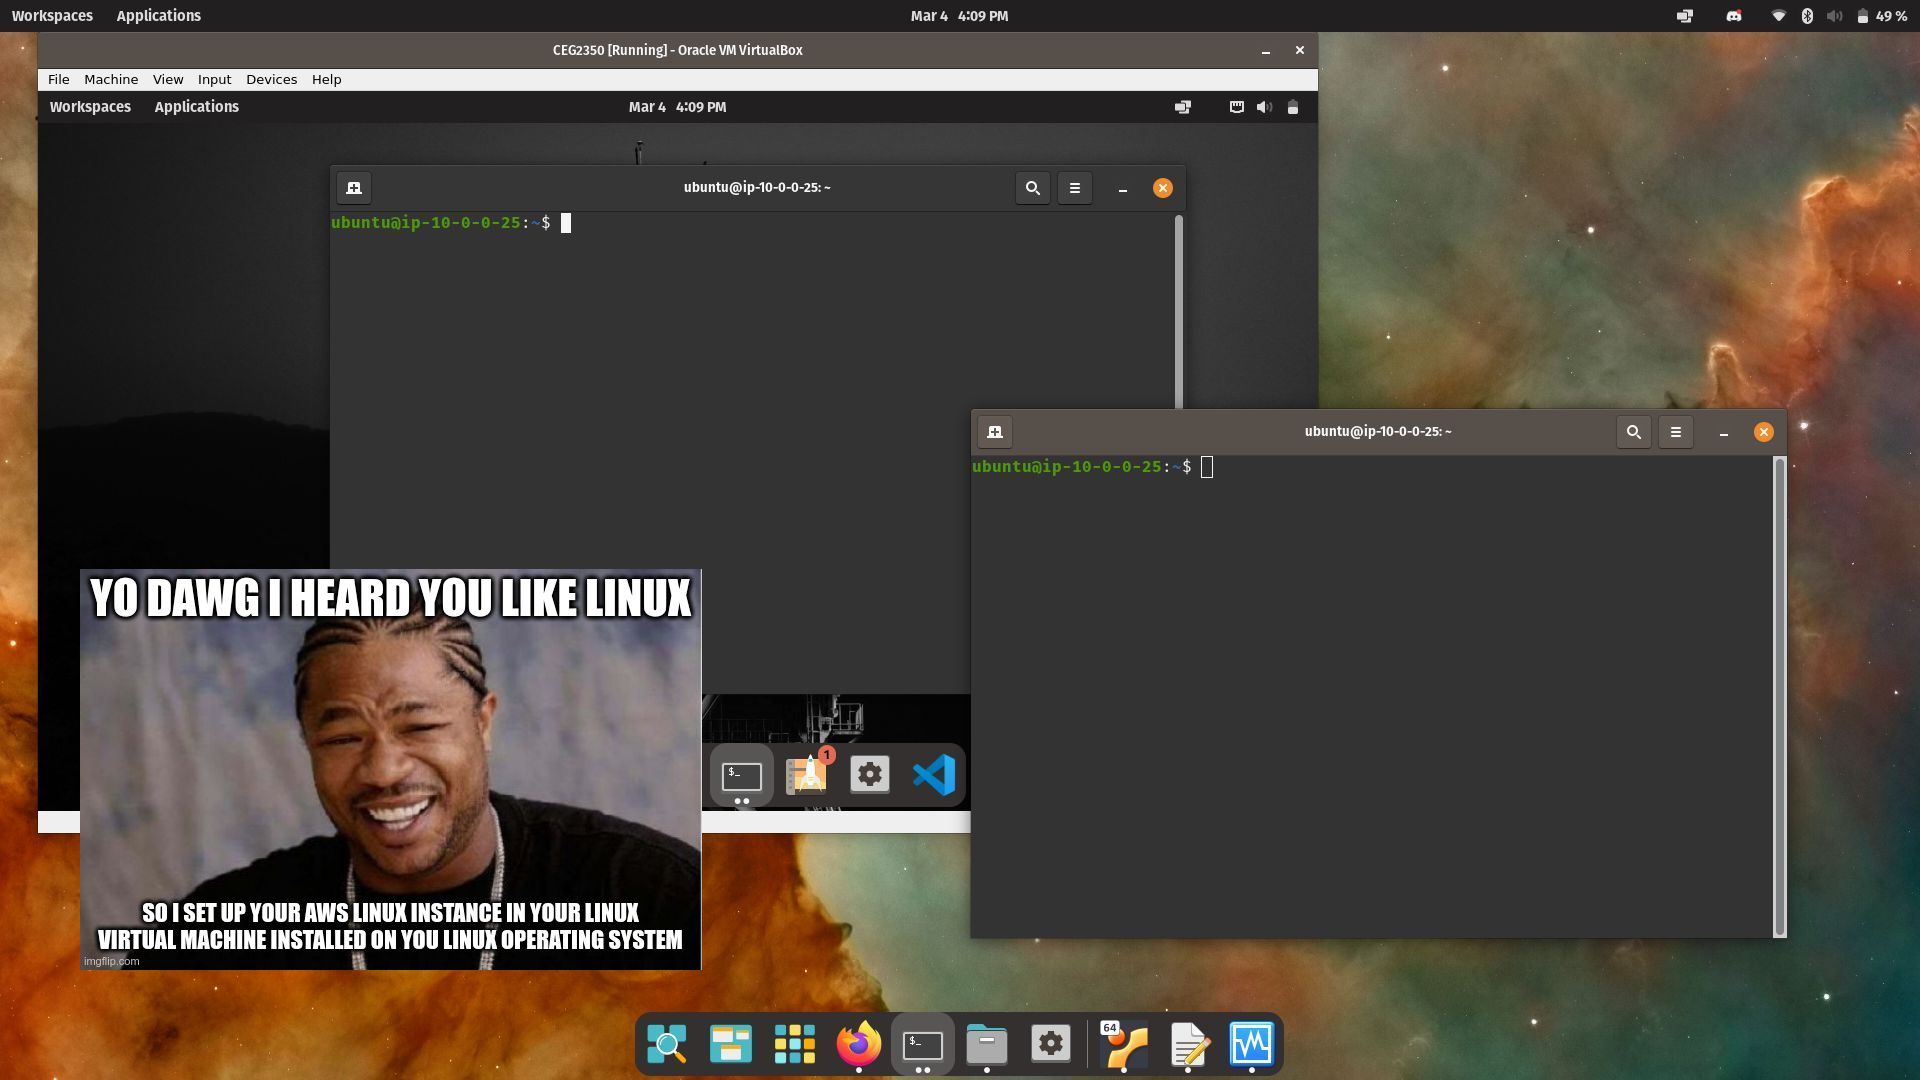 Workspaces Applications Mar 4 4:09 PM 49 %
CEG2350 [Running] - Oracle VM VirtualBox
File Machine View Input Devices Help
Workspaces Applications Mar 4 4:09 PM
ubuntu@ip-10-0-0-25: ~
ubuntu@ip-10-0-0-25:~$
ubuntu@ip-10-0-0-25: ~
ubuntu@ip-10-0-0-25:~$
YO DAWG I HEARD YOU LIKE LINUX
SO I SET UP YOUR AWS LINUX INSTANCE IN YOUR LINUX
VIRTUAL MACHINE INSTALLED ON YOU LINUX OPERATING SYSTEM
imgflip.com
$_
1
$_
64